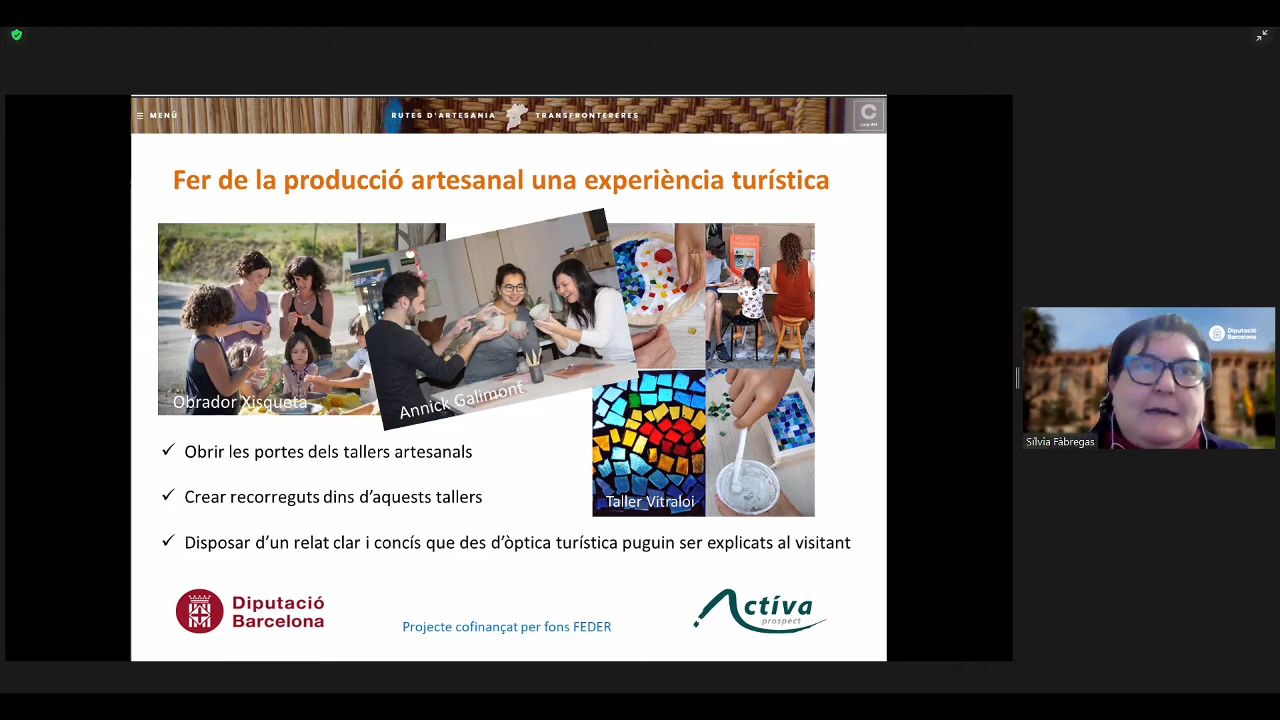 ☰ MENÚ
RUTES D'ARTESANIA TRANSFRONTERERES
Coop Art
Fer de la producció artesanal una experiència turística
Obrador Xisqueta
Annick Galimont
Taller Vitraloi
✓ Obrir les portes dels tallers artesanals
✓ Crear recorreguts dins d’aquests tallers
✓ Disposar d’un relat clar i concís que des d’òptica turística puguin ser explicats al visitant
Diputació
Barcelona
Projecte cofinançat per fons FEDER
Activa
prospect
Diputació
Barcelona
Sílvia Fàbregas